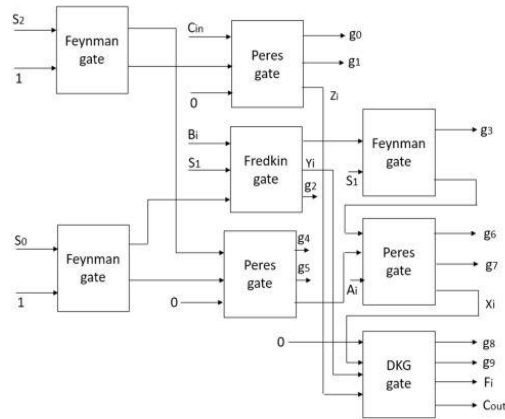 S2
Feynman
gate
1
Cin
Peres
gate
0
g0
g1
Zi
Bi
S1
Fredkin
gate
Yi
g2
Feynman
gate
S1
g3
S0
Feynman
gate
1
g4
g5
Peres
gate
0
Ai
Peres
gate
g6
g7
Xi
0
DKG
gate
g8
g9
Fi
Cout